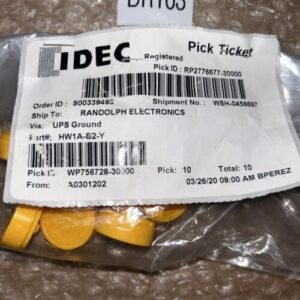 DH163
IDEC
Registered
Pick Ticket
Pick ID : RP2776677-30000
Order ID : S00339493
Shipment No.: WSH-0456697
Ship To: RANDOLPH ELECTRONICS
Via: UPS Ground
Part#: HW1A-B2-Y
Pick ID: WP756728-30000
Pick: 10
Total: 10
From: A0301202
03/26/20 09:00 AM BPEREZ